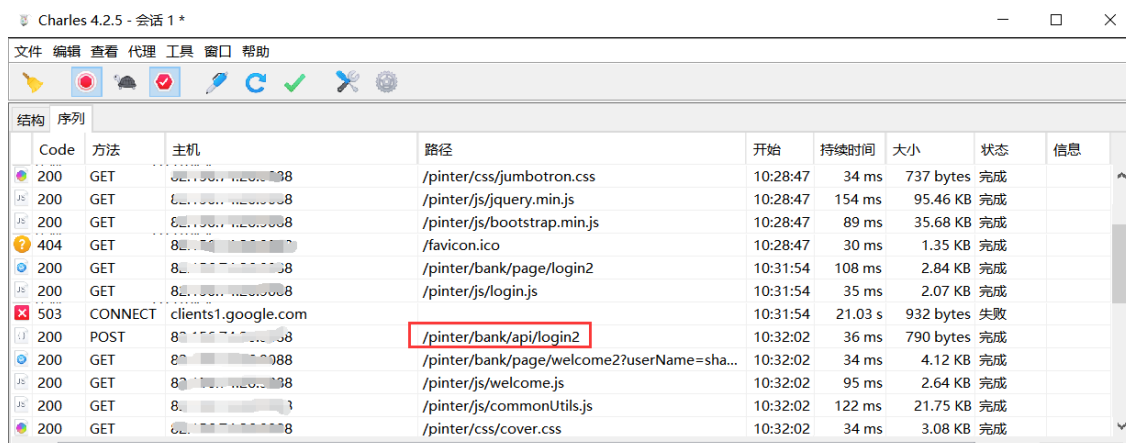 Charles 4.2.5 - 会话 1 *
文件 编辑 查看 代理 工具 窗口 帮助
结构 序列
Code 方法 主机 路径 开始 持续时间 大小 状态 信息
200 GET /pinter/css/jumbotron.css 10:28:47 34 ms 737 bytes 完成
200 GET /pinter/js/jquery.min.js 10:28:47 154 ms 95.46 KB 完成
200 GET /pinter/js/bootstrap.min.js 10:28:47 89 ms 35.68 KB 完成
404 GET /favicon.ico 10:28:47 30 ms 1.35 KB 完成
200 GET /pinter/bank/page/login2 10:31:54 108 ms 2.84 KB 完成
200 GET /pinter/js/login.js 10:31:54 35 ms 2.07 KB 完成
503 CONNECT clients1.google.com 10:31:54 21.03 s 932 bytes 失败
200 POST /pinter/bank/api/login2 10:32:02 36 ms 790 bytes 完成
200 GET /pinter/bank/page/welcome2?userName=sha... 10:32:02 34 ms 4.12 KB 完成
200 GET /pinter/js/welcome.js 10:32:02 95 ms 2.64 KB 完成
200 GET /pinter/js/commonUtils.js 10:32:02 122 ms 21.75 KB 完成
200 GET /pinter/css/cover.css 10:32:02 34 ms 3.08 KB 完成